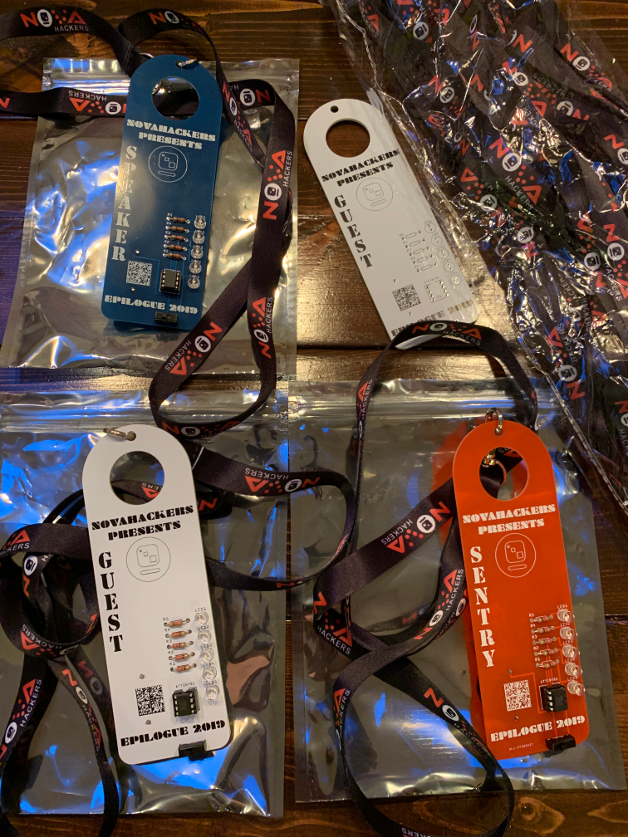 NOVAHACKERS
PRESENTS
SPEAKER
EPILOGUE 2019
NOVAHACKERS
PRESENTS
GUEST
NOVAHACKERS
PRESENTS
GUEST
EPILOGUE 2019
NOVAHACKERS
PRESENTS
SENTRY
EPILOGUE 2019
NOVA
HACKERS